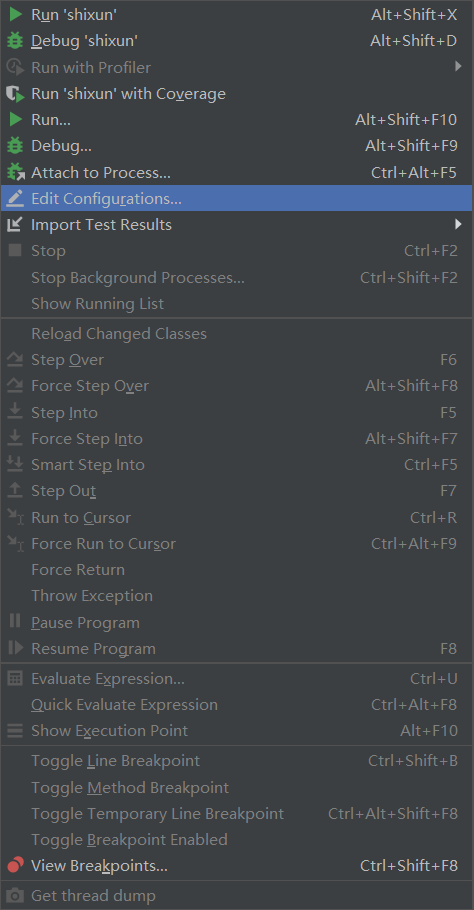 Run 'shixun' Alt+Shift+X
Debug 'shixun' Alt+Shift+D
Run with Profiler
Run 'shixun' with Coverage
Run... Alt+Shift+F10
Debug... Alt+Shift+F9
Attach to Process... Ctrl+Alt+F5
Edit Configurations...
Import Test Results
Stop Ctrl+F2
Stop Background Processes... Ctrl+Shift+F2
Show Running List
Reload Changed Classes
Step Over F6
Force Step Over Alt+Shift+F8
Step Into F5
Force Step Into Alt+Shift+F7
Smart Step Into Ctrl+F5
Step Out F7
Run to Cursor Ctrl+R
Force Run to Cursor Ctrl+Alt+F9
Force Return
Throw Exception
Pause Program
Resume Program F8
Evaluate Expression... Ctrl+U
Quick Evaluate Expression Ctrl+Alt+F8
Show Execution Point Alt+F10
Toggle Line Breakpoint Ctrl+Shift+B
Toggle Method Breakpoint
Toggle Temporary Line Breakpoint Ctrl+Alt+Shift+F8
Toggle Breakpoint Enabled
View Breakpoints... Ctrl+Shift+F8
Get thread dump